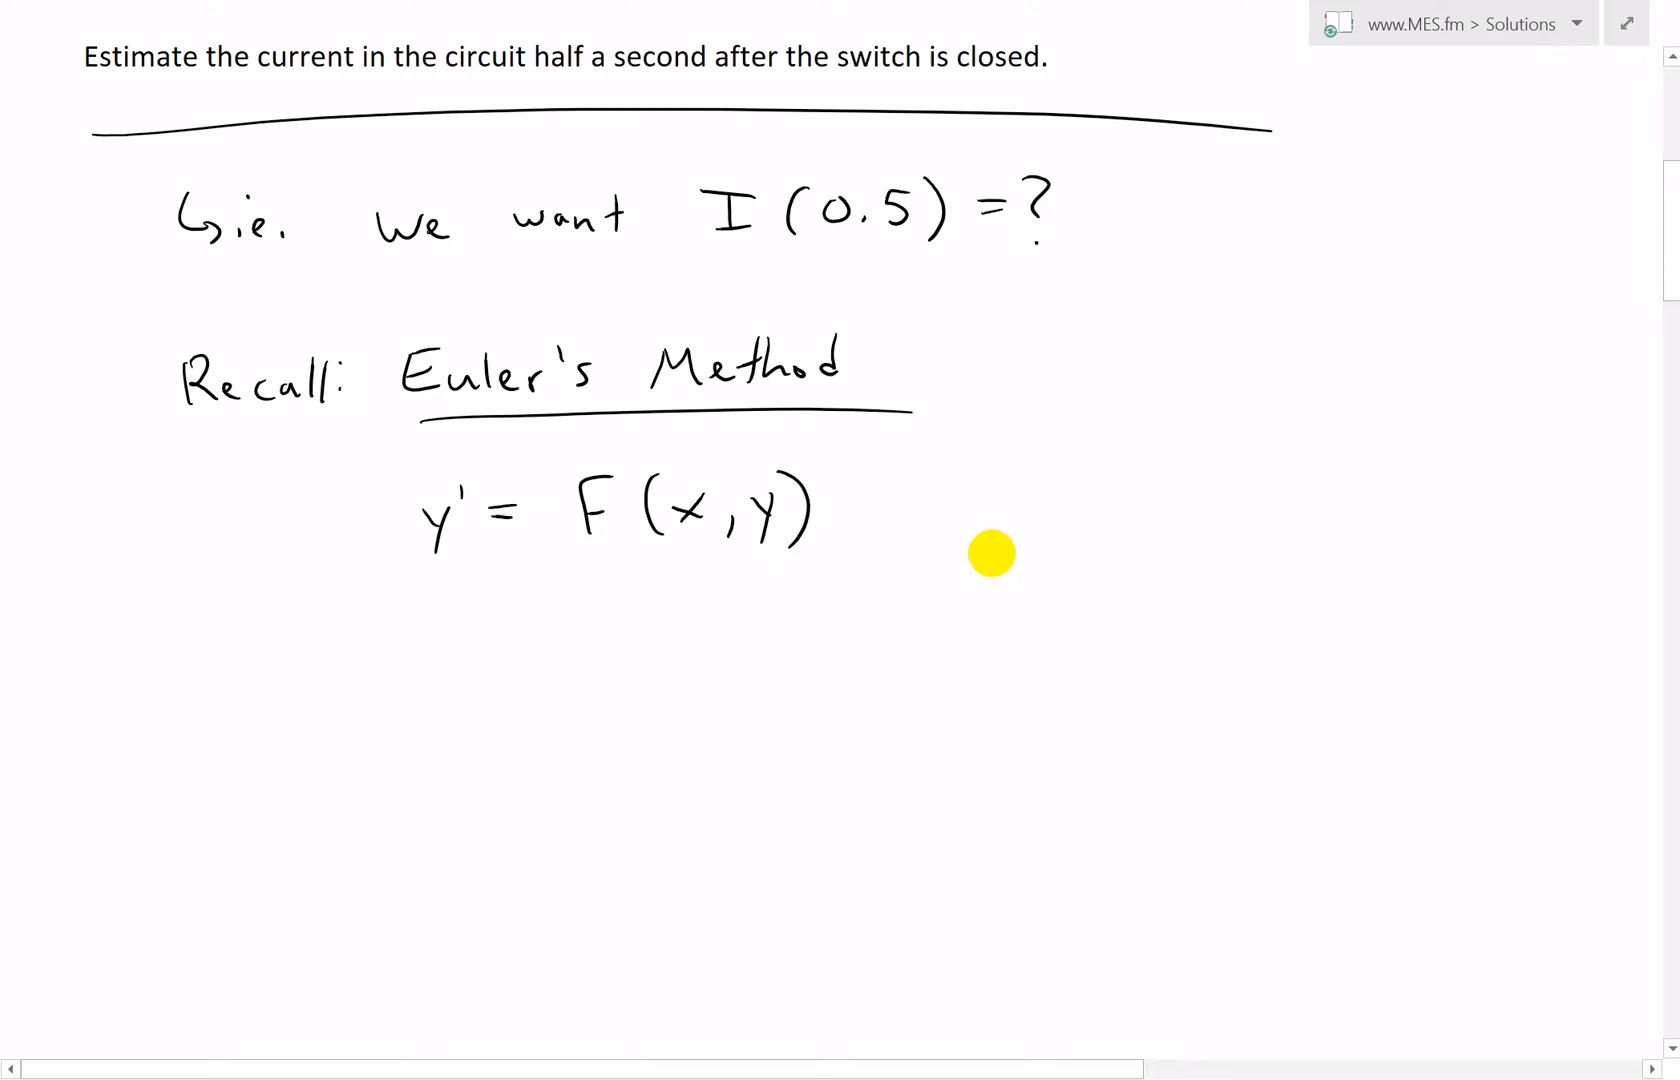 www.MES.fm > Solutions
Estimate the current in the circuit half a second after the switch is closed.
i.e. We want I(0.5) = ?
Recall: Euler's Method
y' = F(x, y)